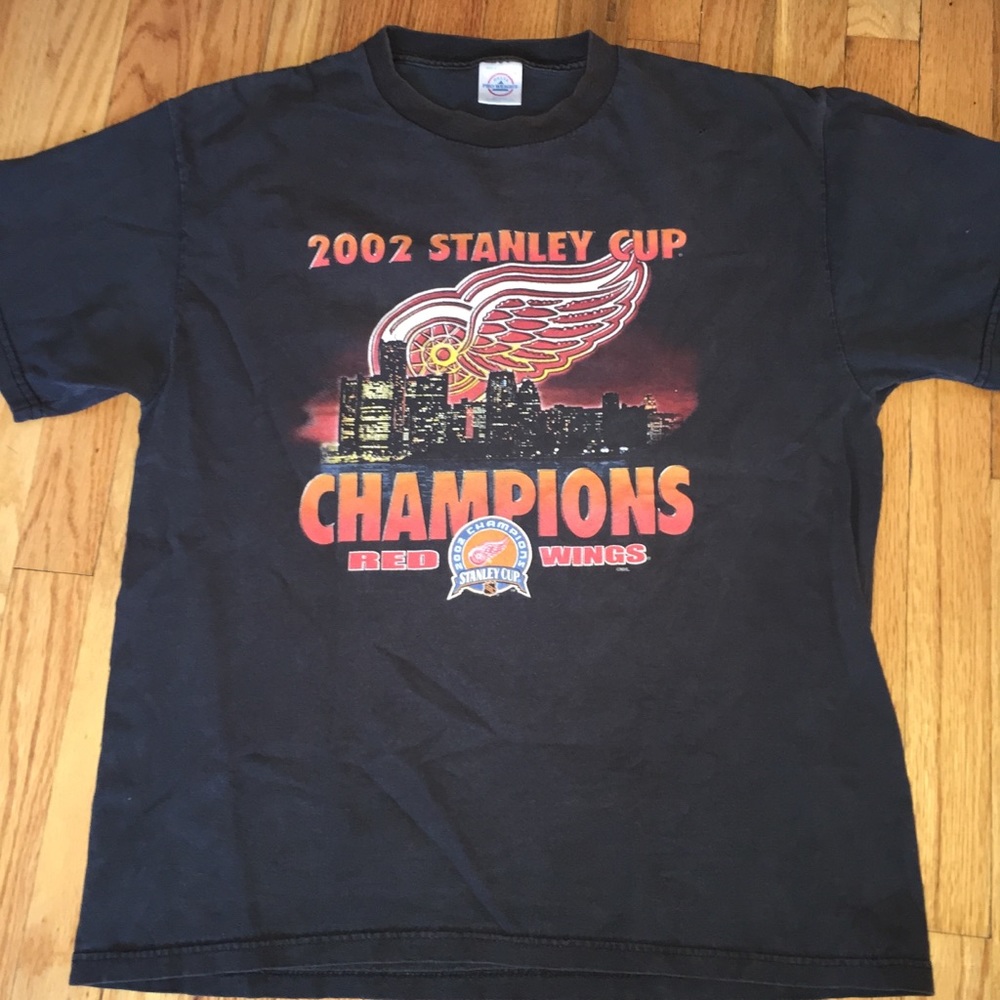 2002 STANLEY CUP
CHAMPIONS
RED WINGS
2002 CHAMPIONS
STANLEY CUP